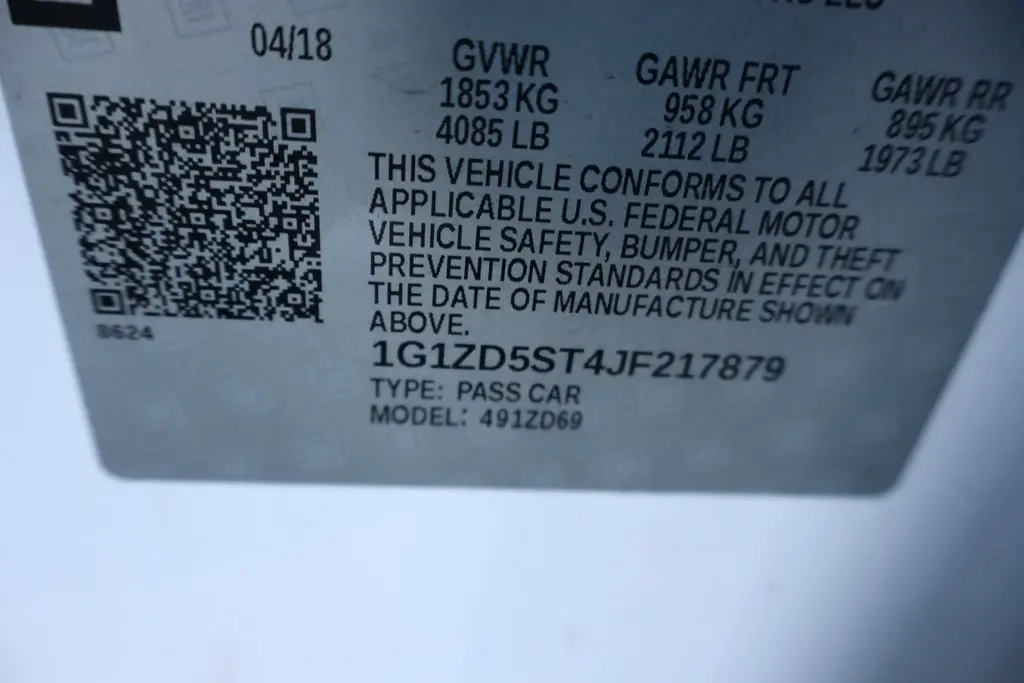 04/18
GVWR
1853 KG
4085 LB
GAWR FRT
958 KG
2112 LB
GAWR RR
895 KG
1973 LB
THIS VEHICLE CONFORMS TO ALL
APPLICABLE U.S. FEDERAL MOTOR
VEHICLE SAFETY, BUMPER, AND THEFT
PREVENTION STANDARDS IN EFFECT ON
THE DATE OF MANUFACTURE SHOWN
ABOVE.
8624
1G1ZD5ST4JF217879
TYPE: PASS CAR
MODEL: 491ZD69